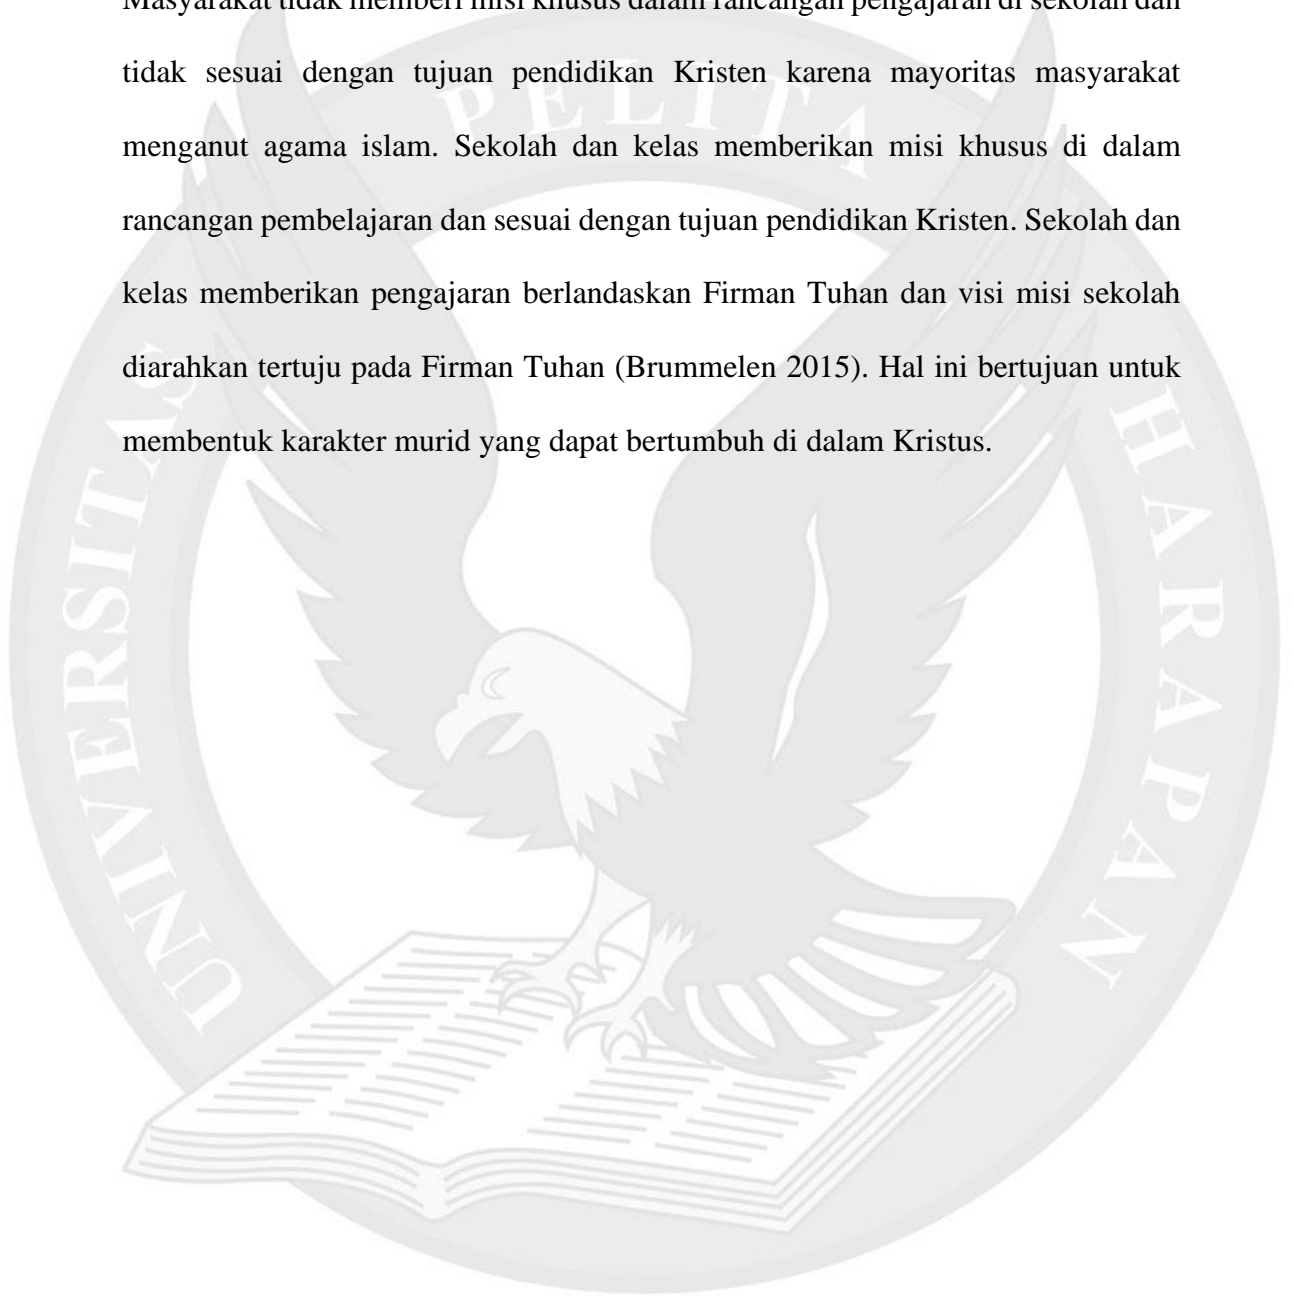 Masyarakat tidak memberi misi khusus dalam rancangan pengajaran di sekolah dan
tidak sesuai dengan tujuan pendidikan Kristen karena mayoritas masyarakat
menganut agama islam. Sekolah dan kelas memberikan misi khusus di dalam
rancangan pembelajaran dan sesuai dengan tujuan pendidikan Kristen. Sekolah dan
kelas memberikan pengajaran berlandaskan Firman Tuhan dan visi misi sekolah
diarahkan tertuju pada Firman Tuhan (Brummelen 2015). Hal ini bertujuan untuk
membentuk karakter murid yang dapat bertumbuh di dalam Kristus.
UNIVERSITAS PELITA HARAPAN